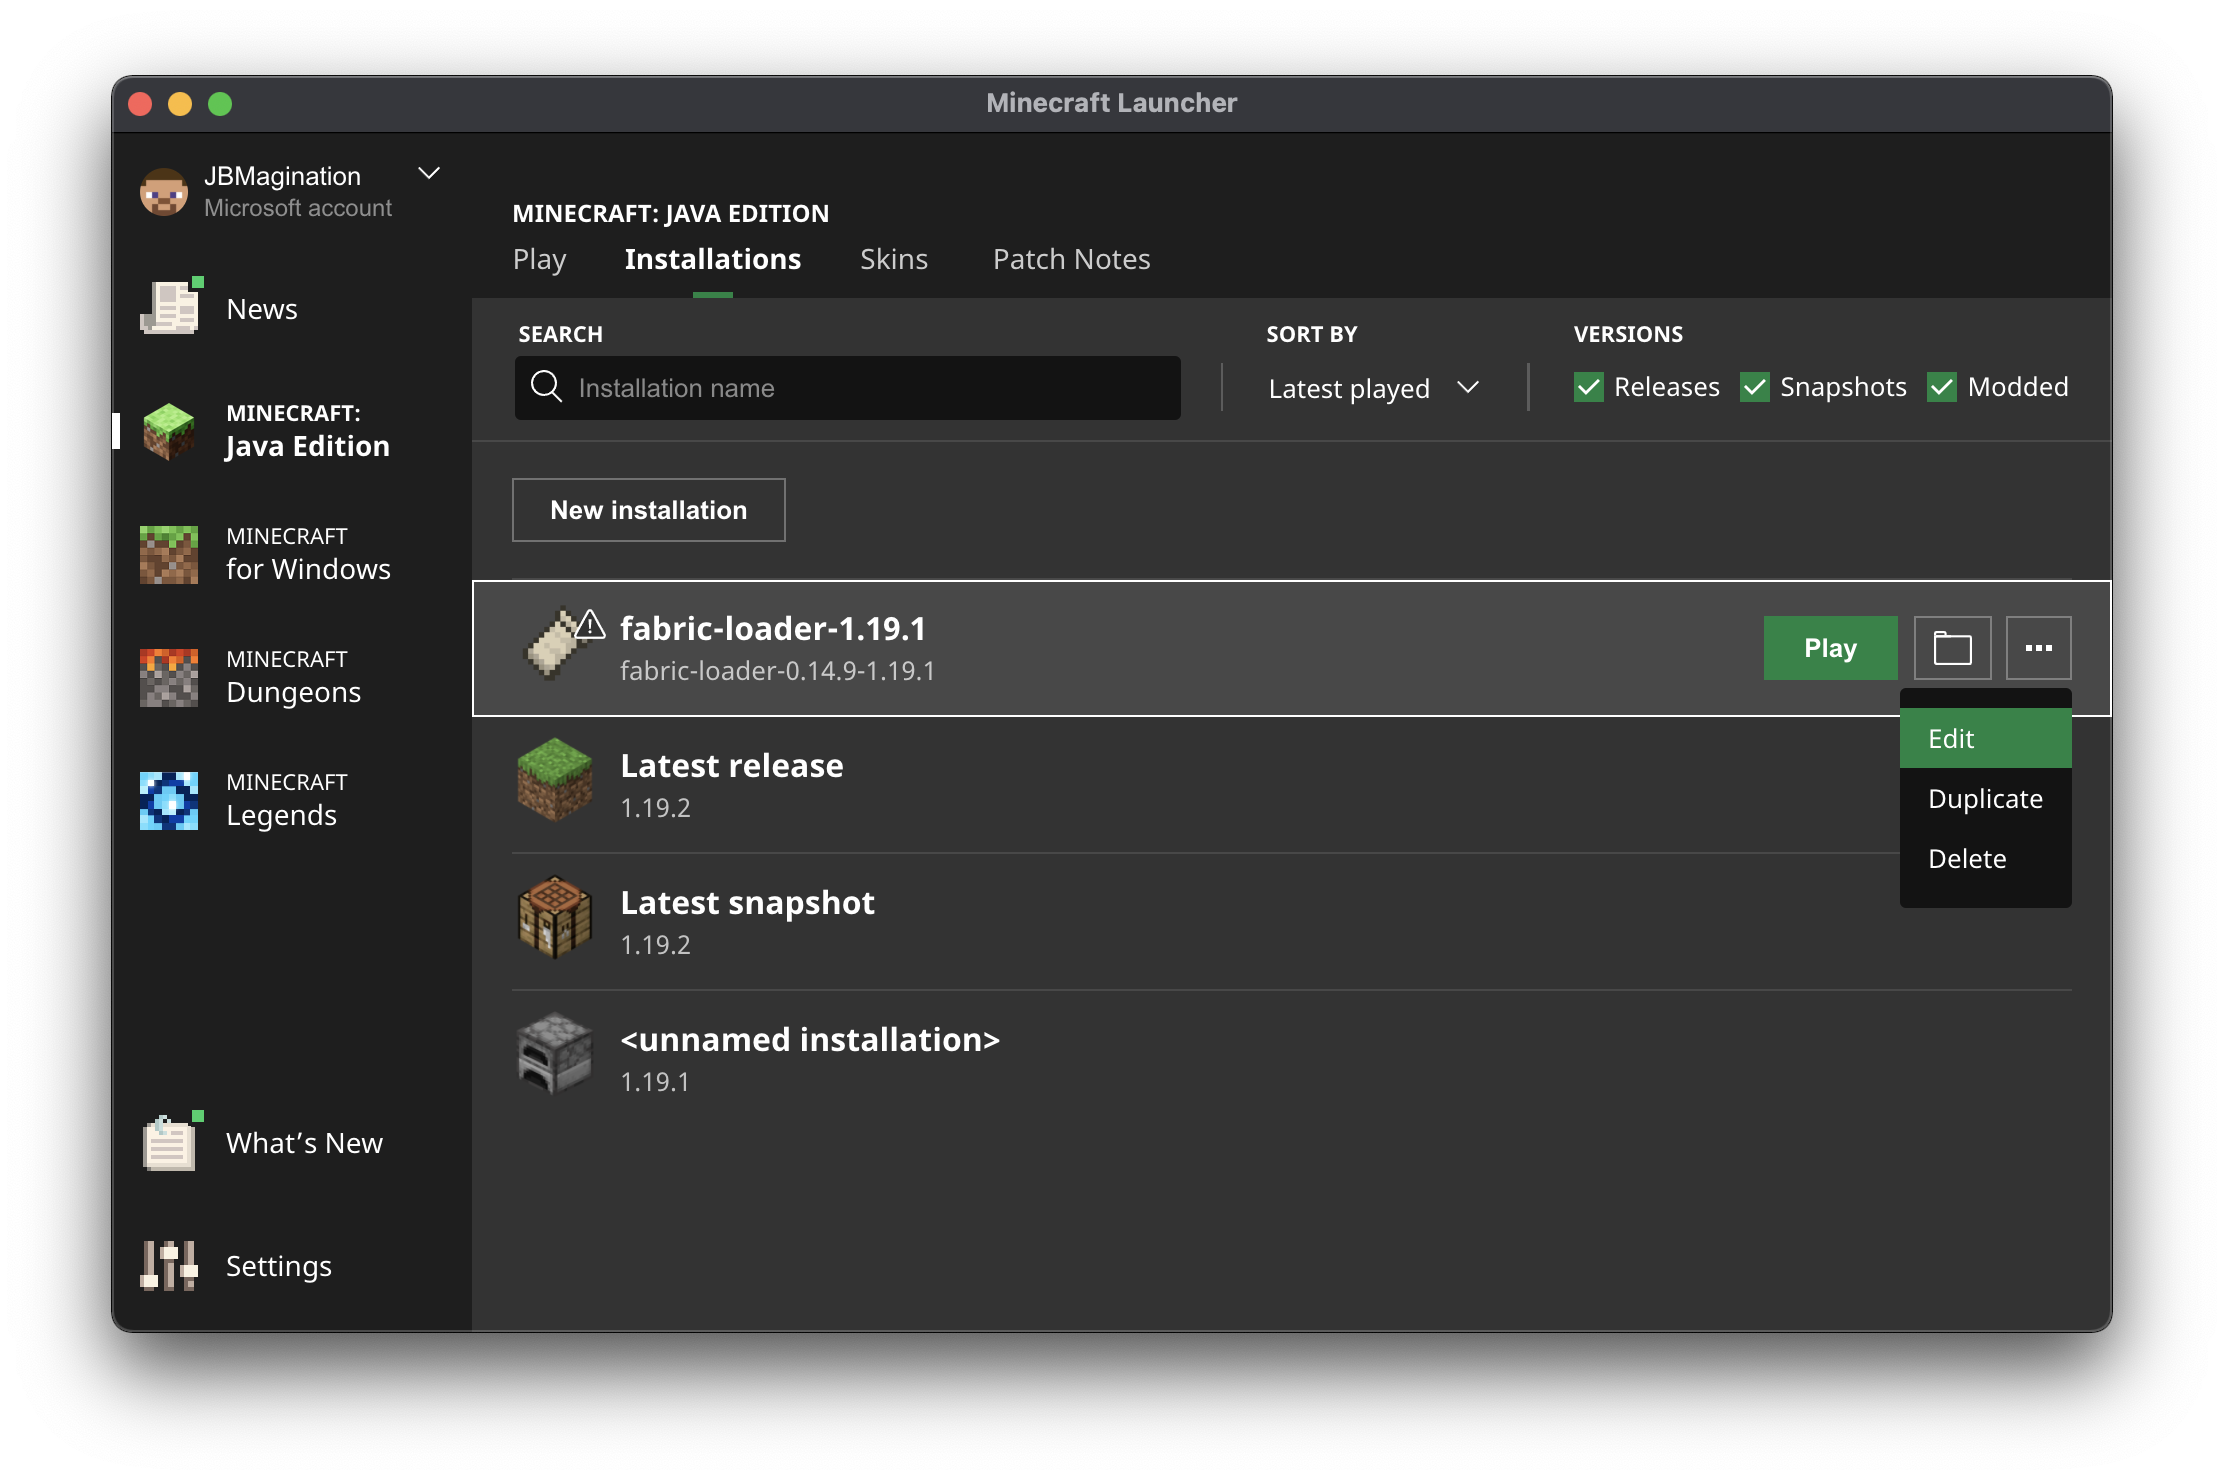 Minecraft Launcher
JBMagination
Microsoft account
News
MINECRAFT:
Java Edition
MINECRAFT
for Windows
MINECRAFT
Dungeons
MINECRAFT
Legends
What’s New
Settings
MINECRAFT: JAVA EDITION
Play Installations Skins Patch Notes
SEARCH SORT BY VERSIONS
Installation name Latest played Releases Snapshots Modded
New installation
fabric-loader-1.19.1
fabric-loader-0.14.9-1.19.1
Play
Edit
Duplicate
Delete
Latest release
1.19.2
Latest snapshot
1.19.2
<unnamed installation>
1.19.1